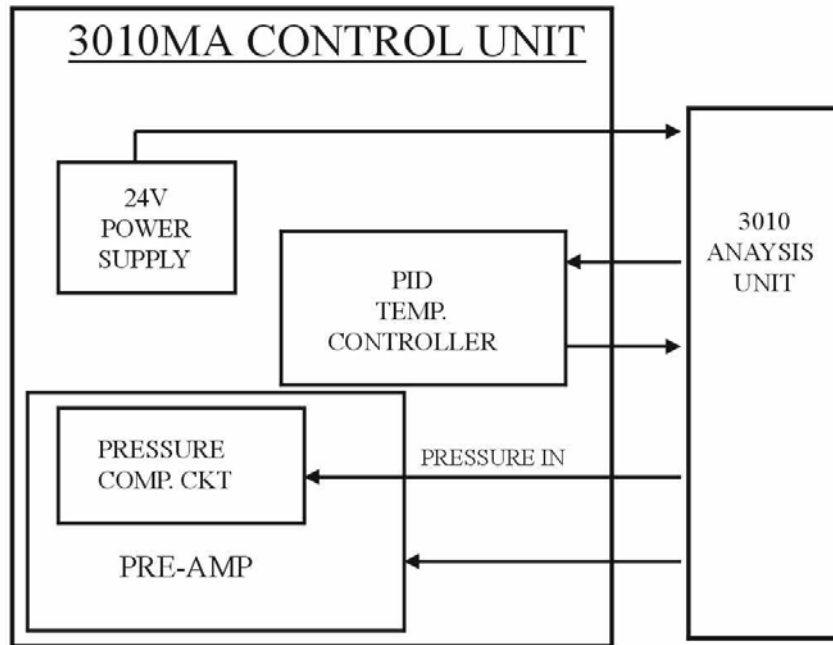 3010MA CONTROL UNIT
24V
POWER
SUPPLY
3010
ANAYSIS
UNIT
PID
TEMP.
CONTROLLER
PRESSURE
COMP. CKT
PRESSURE IN
PRE-AMP